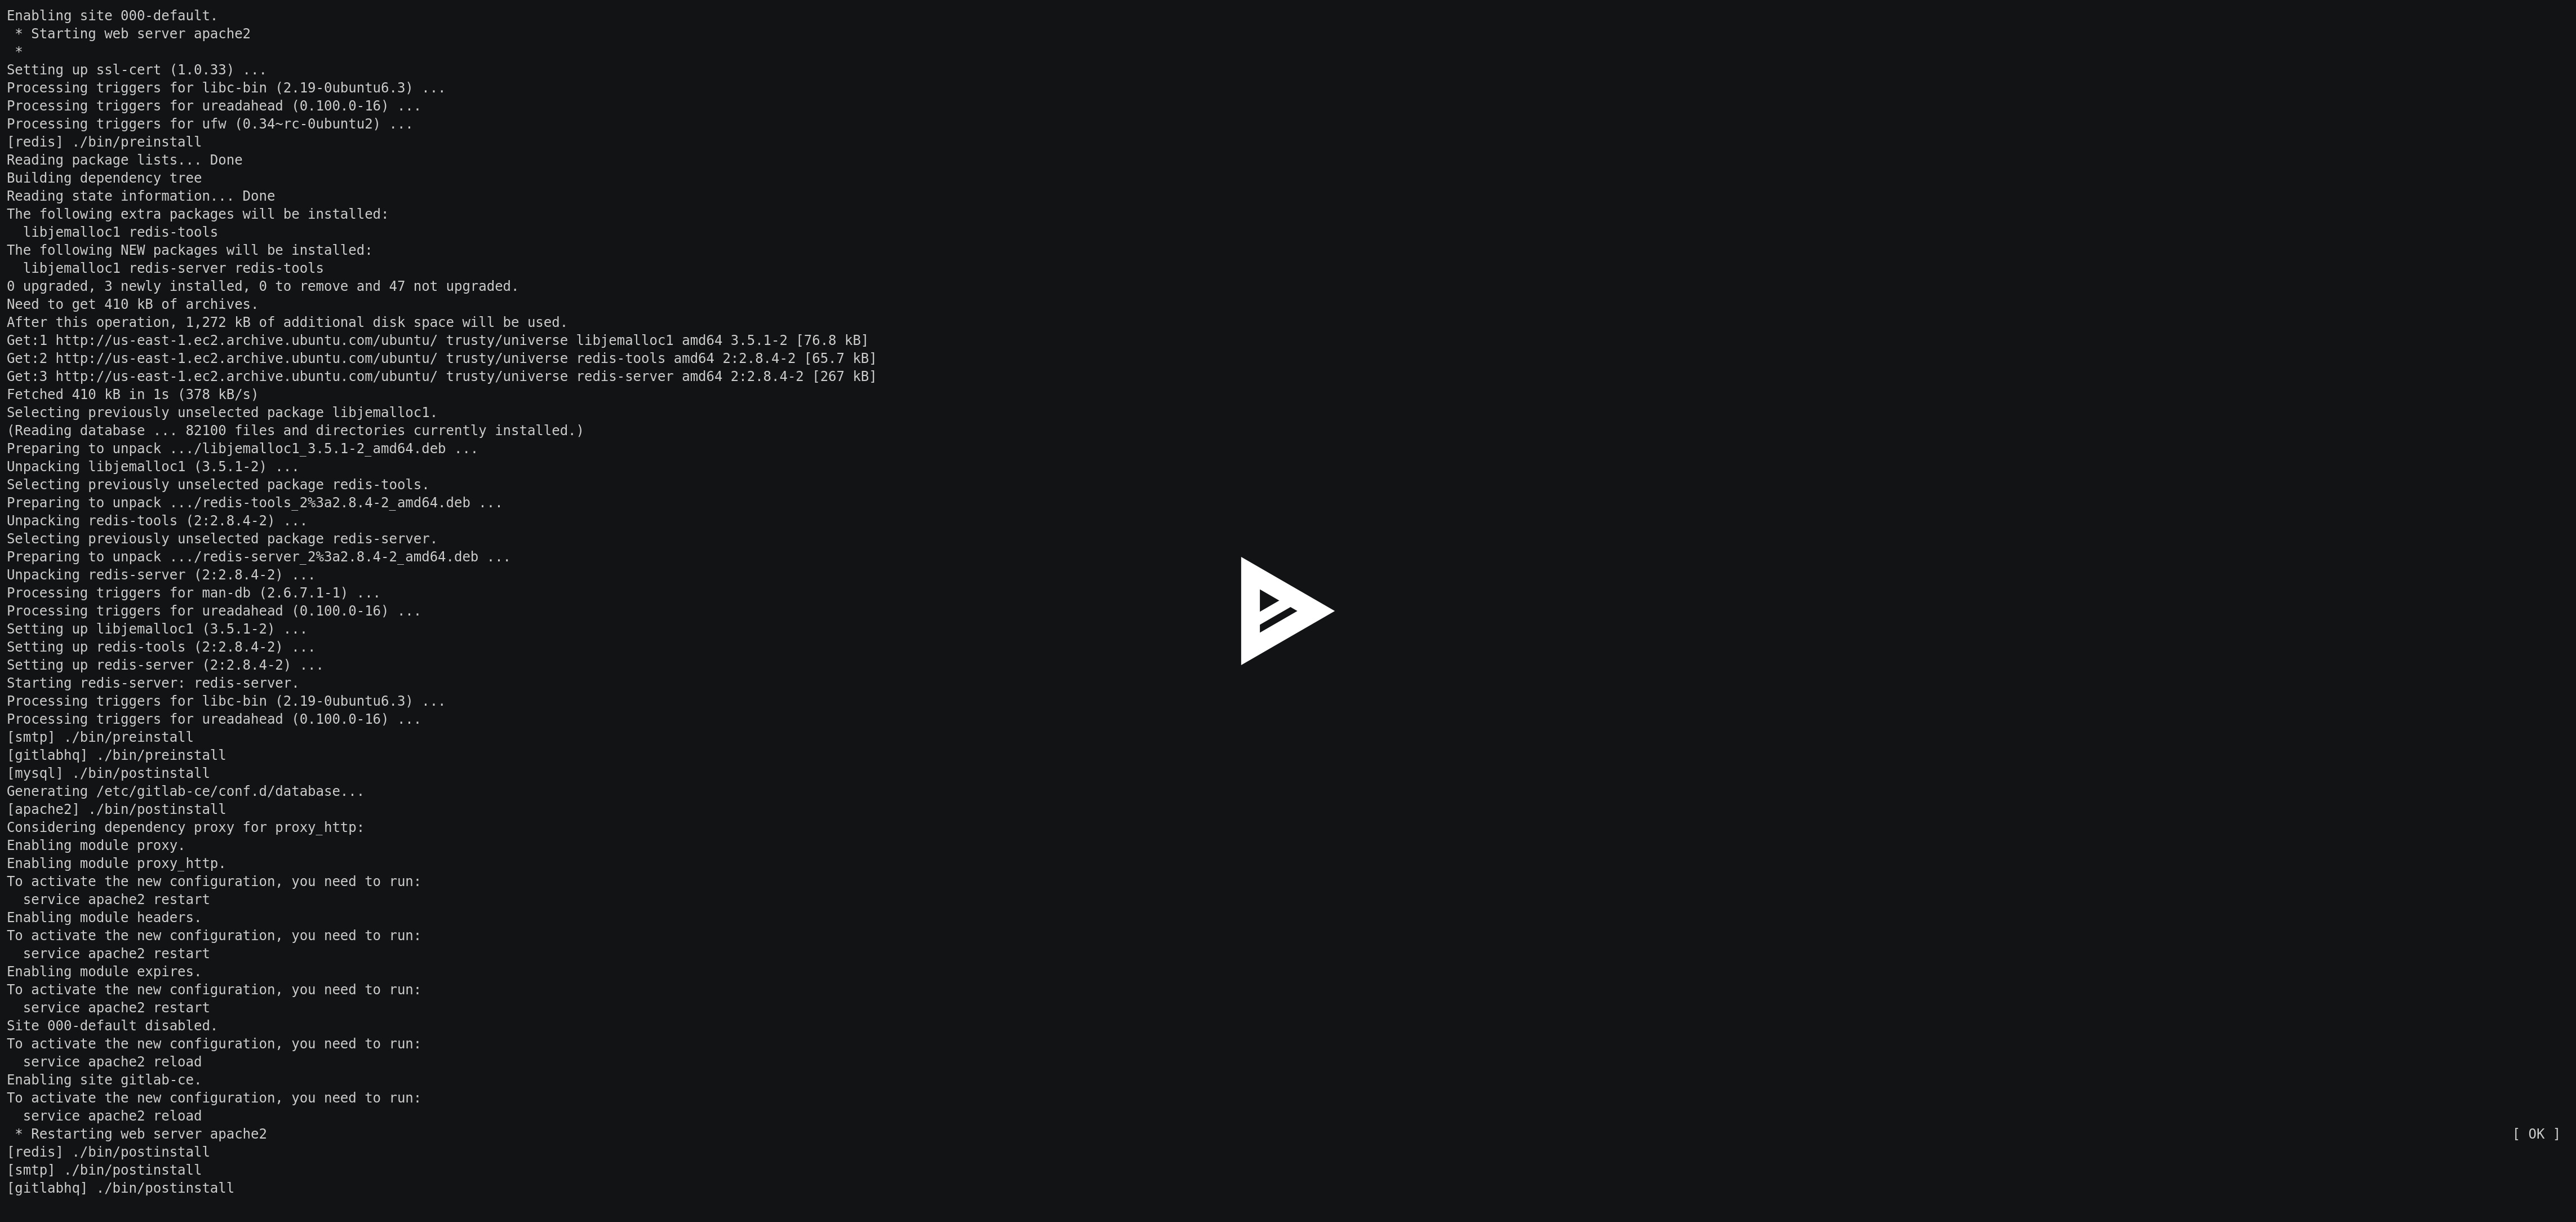 Enabling site 000-default.
 * Starting web server apache2
 *
Setting up ssl-cert (1.0.33) ...
Processing triggers for libc-bin (2.19-0ubuntu6.3) ...
Processing triggers for ureadahead (0.100.0-16) ...
Processing triggers for ufw (0.34~rc-0ubuntu2) ...
[redis] ./bin/preinstall
Reading package lists... Done
Building dependency tree
Reading state information... Done
The following extra packages will be installed:
  libjemalloc1 redis-tools
The following NEW packages will be installed:
  libjemalloc1 redis-server redis-tools
0 upgraded, 3 newly installed, 0 to remove and 47 not upgraded.
Need to get 410 kB of archives.
After this operation, 1,272 kB of additional disk space will be used.
Get:1 http://us-east-1.ec2.archive.ubuntu.com/ubuntu/ trusty/universe libjemalloc1 amd64 3.5.1-2 [76.8 kB]
Get:2 http://us-east-1.ec2.archive.ubuntu.com/ubuntu/ trusty/universe redis-tools amd64 2:2.8.4-2 [65.7 kB]
Get:3 http://us-east-1.ec2.archive.ubuntu.com/ubuntu/ trusty/universe redis-server amd64 2:2.8.4-2 [267 kB]
Fetched 410 kB in 1s (378 kB/s)
Selecting previously unselected package libjemalloc1.
(Reading database ... 82100 files and directories currently installed.)
Preparing to unpack .../libjemalloc1_3.5.1-2_amd64.deb ...
Unpacking libjemalloc1 (3.5.1-2) ...
Selecting previously unselected package redis-tools.
Preparing to unpack .../redis-tools_2%3a2.8.4-2_amd64.deb ...
Unpacking redis-tools (2:2.8.4-2) ...
Selecting previously unselected package redis-server.
Preparing to unpack .../redis-server_2%3a2.8.4-2_amd64.deb ...
Unpacking redis-server (2:2.8.4-2) ...
Processing triggers for man-db (2.6.7.1-1) ...
Processing triggers for ureadahead (0.100.0-16) ...
Setting up libjemalloc1 (3.5.1-2) ...
Setting up redis-tools (2:2.8.4-2) ...
Setting up redis-server (2:2.8.4-2) ...
Starting redis-server: redis-server.
Processing triggers for libc-bin (2.19-0ubuntu6.3) ...
Processing triggers for ureadahead (0.100.0-16) ...
[smtp] ./bin/preinstall
[gitlabhq] ./bin/preinstall
[mysql] ./bin/postinstall
Generating /etc/gitlab-ce/conf.d/database...
[apache2] ./bin/postinstall
Considering dependency proxy for proxy_http:
Enabling module proxy.
Enabling module proxy_http.
To activate the new configuration, you need to run:
  service apache2 restart
Enabling module headers.
To activate the new configuration, you need to run:
  service apache2 restart
Enabling module expires.
To activate the new configuration, you need to run:
  service apache2 restart
Site 000-default disabled.
To activate the new configuration, you need to run:
  service apache2 reload
Enabling site gitlab-ce.
To activate the new configuration, you need to run:
  service apache2 reload
 * Restarting web server apache2 [ OK ]
[redis] ./bin/postinstall
[smtp] ./bin/postinstall
[gitlabhq] ./bin/postinstall